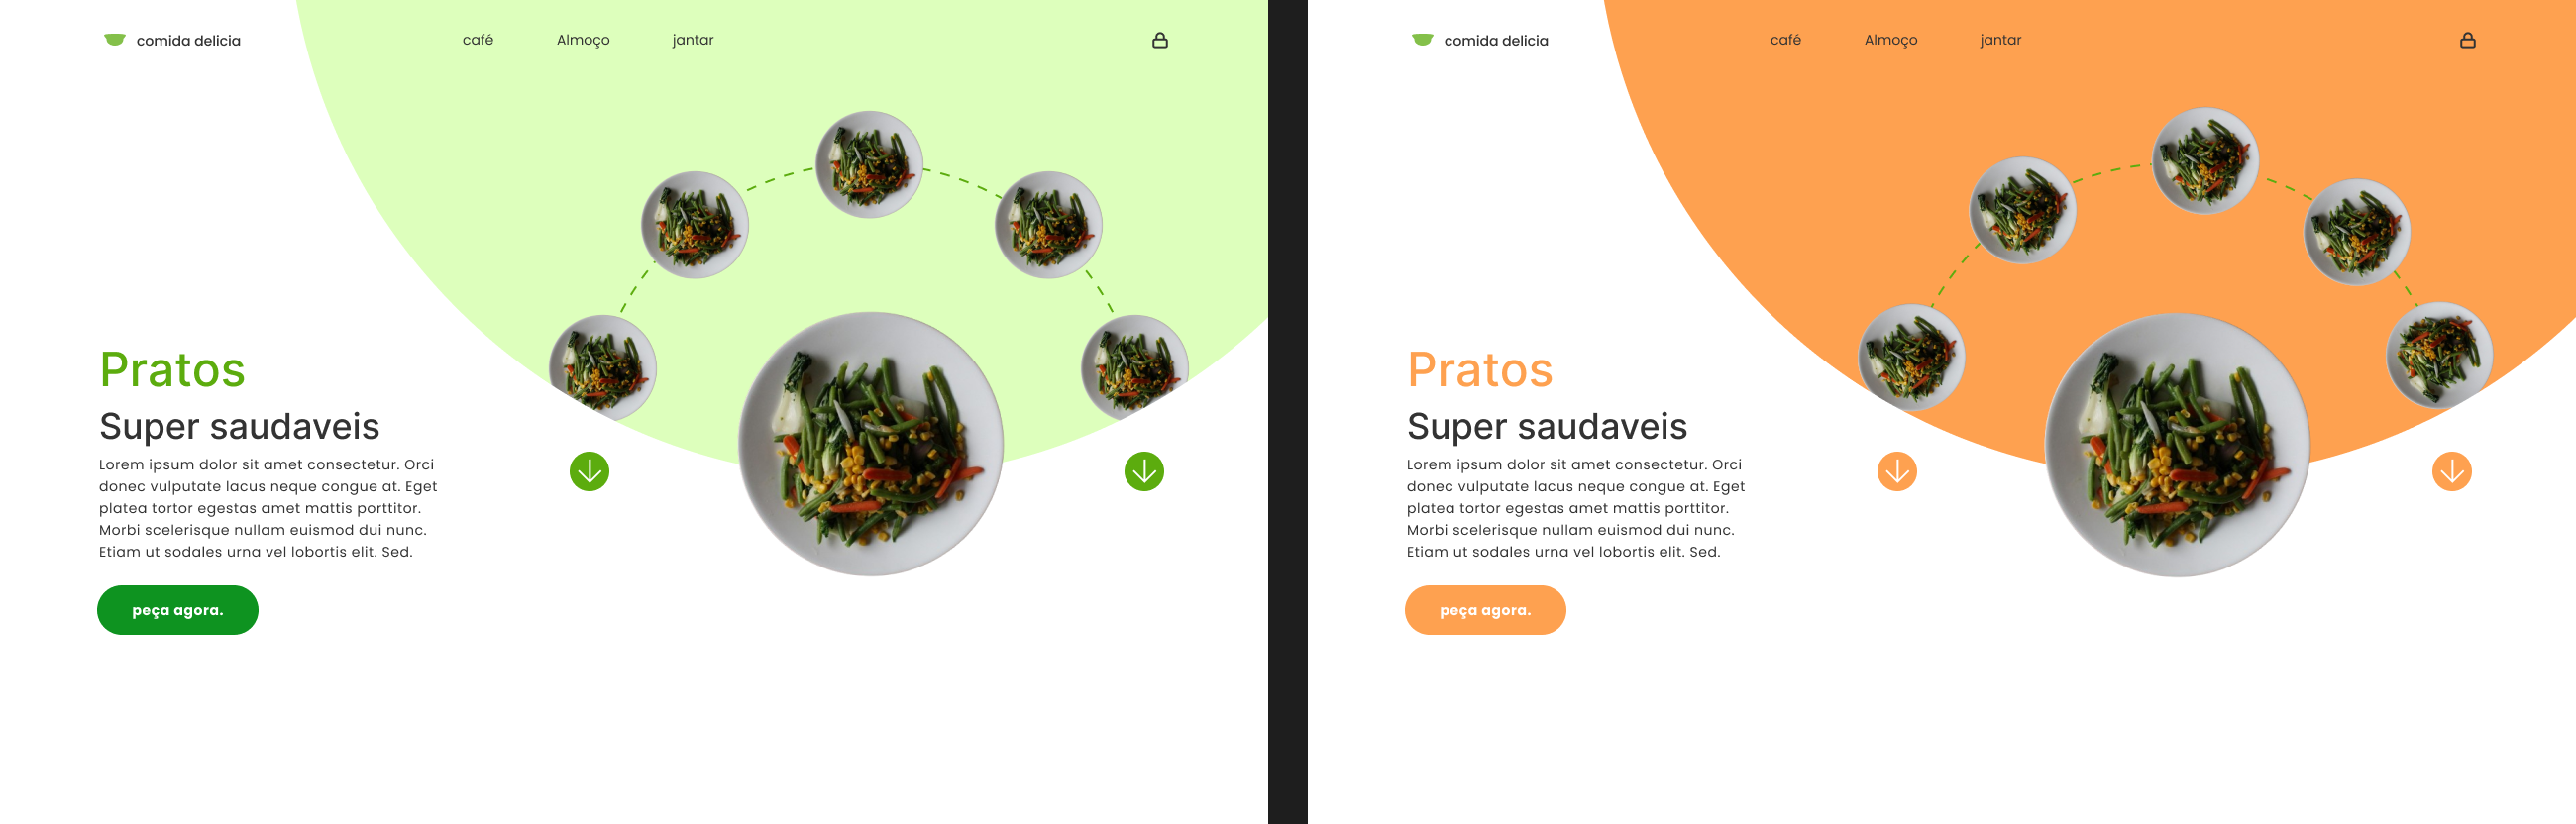 comida delicia
café
Almoço
jantar
Pratos
Super saudaveis
Lorem ipsum dolor sit amet consectetur. Orci
donec vulputate lacus neque congue at. Eget
platea tortor egestas amet mattis porttitor.
Morbi scelerisque nullam euismod dui nunc.
Etiam ut sodales urna vel lobortis elit. Sed.
peça agora.
comida delicia
café
Almoço
jantar
Pratos
Super saudaveis
Lorem ipsum dolor sit amet consectetur. Orci
donec vulputate lacus neque congue at. Eget
platea tortor egestas amet mattis porttitor.
Morbi scelerisque nullam euismod dui nunc.
Etiam ut sodales urna vel lobortis elit. Sed.
peça agora.